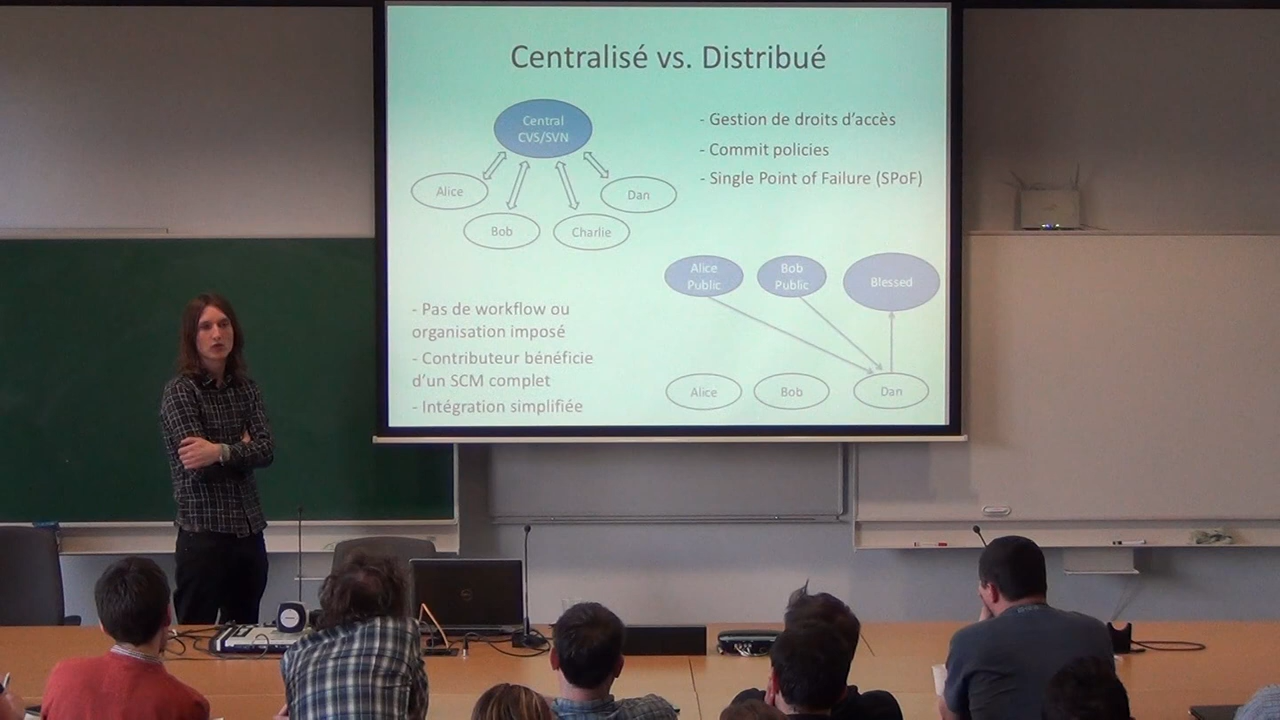 Centralisé vs. Distribué
Central
CVS/SVN
Alice
Bob
Charlie
Dan
- Gestion de droits d'accès
- Commit policies
- Single Point of Failure (SPoF)
- Pas de workflow ou
organisation imposé
- Contributeur bénéficie
d'un SCM complet
- Intégration simplifiée
Alice
Public
Bob
Public
Blessed
Alice
Bob
Dan